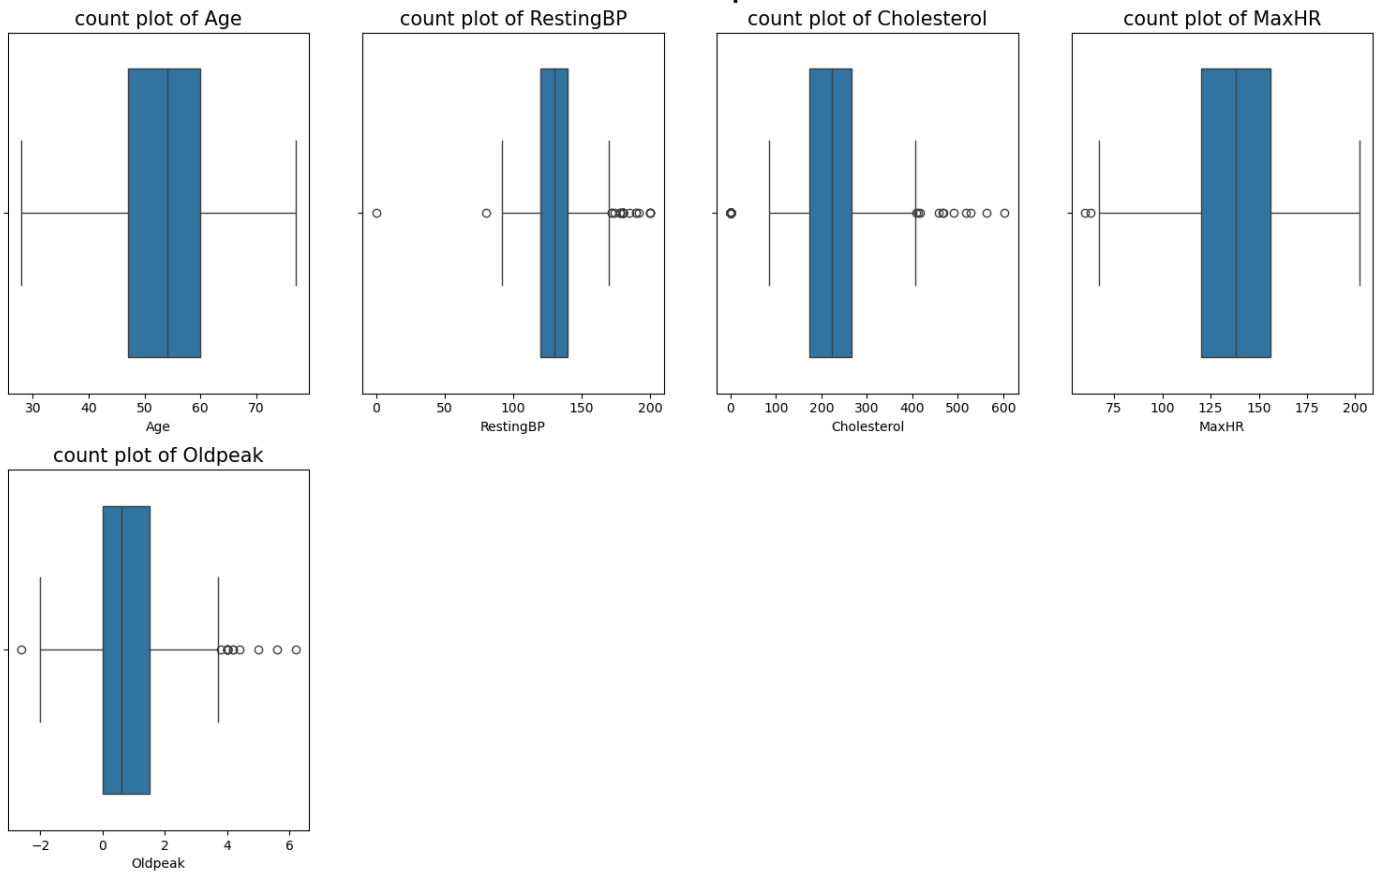 count plot of Age
count plot of RestingBP
count plot of Cholesterol
count plot of MaxHR
30 40 50 60 70
Age
0 50 100 150 200
RestingBP
0 100 200 300 400 500 600
Cholesterol
75 100 125 150 175 200
MaxHR
count plot of Oldpeak
−2 0 2 4 6
Oldpeak